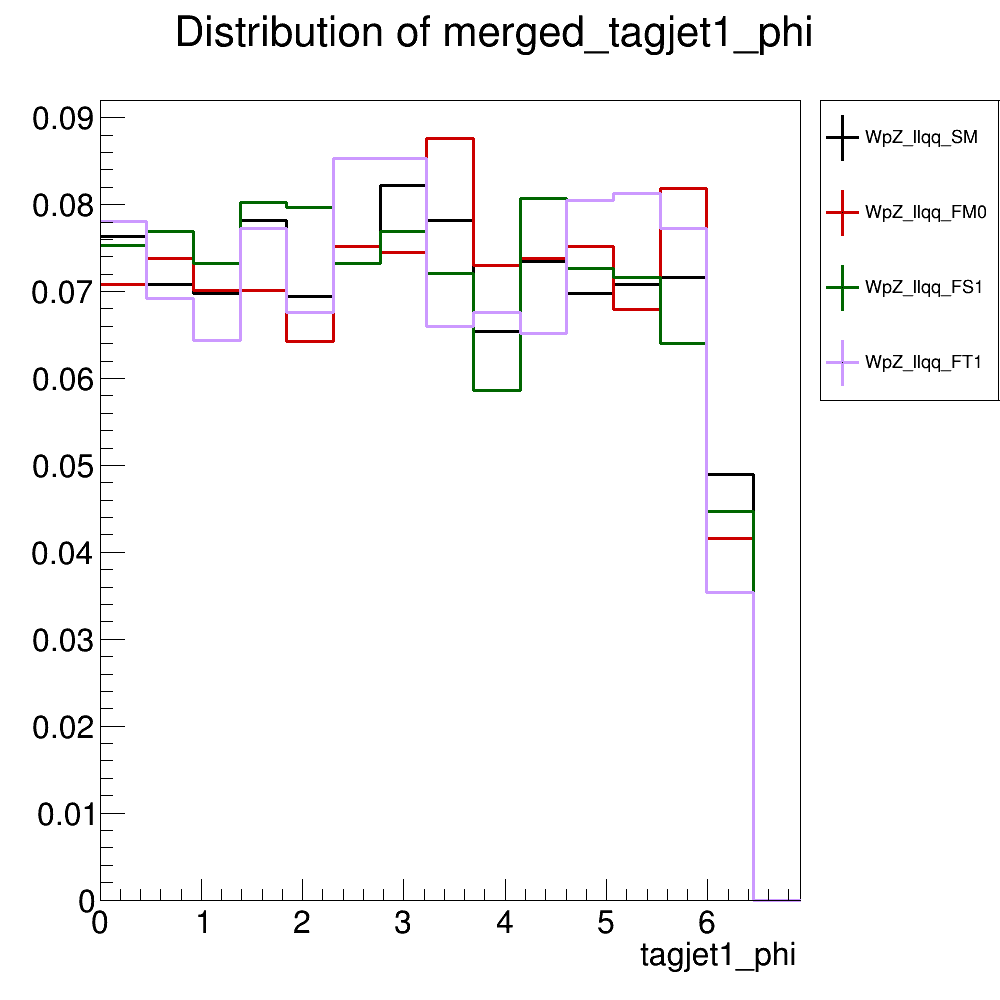 Distribution of merged_tagjet1_phi
0.09
0.08
0.07
0.06
0.05
0.04
0.03
0.02
0.01
0
0 1 2 3 4 5 6
tagjet1_phi
WpZ_llqq_SM
WpZ_llqq_FM0
WpZ_llqq_FS1
WpZ_llqq_FT1